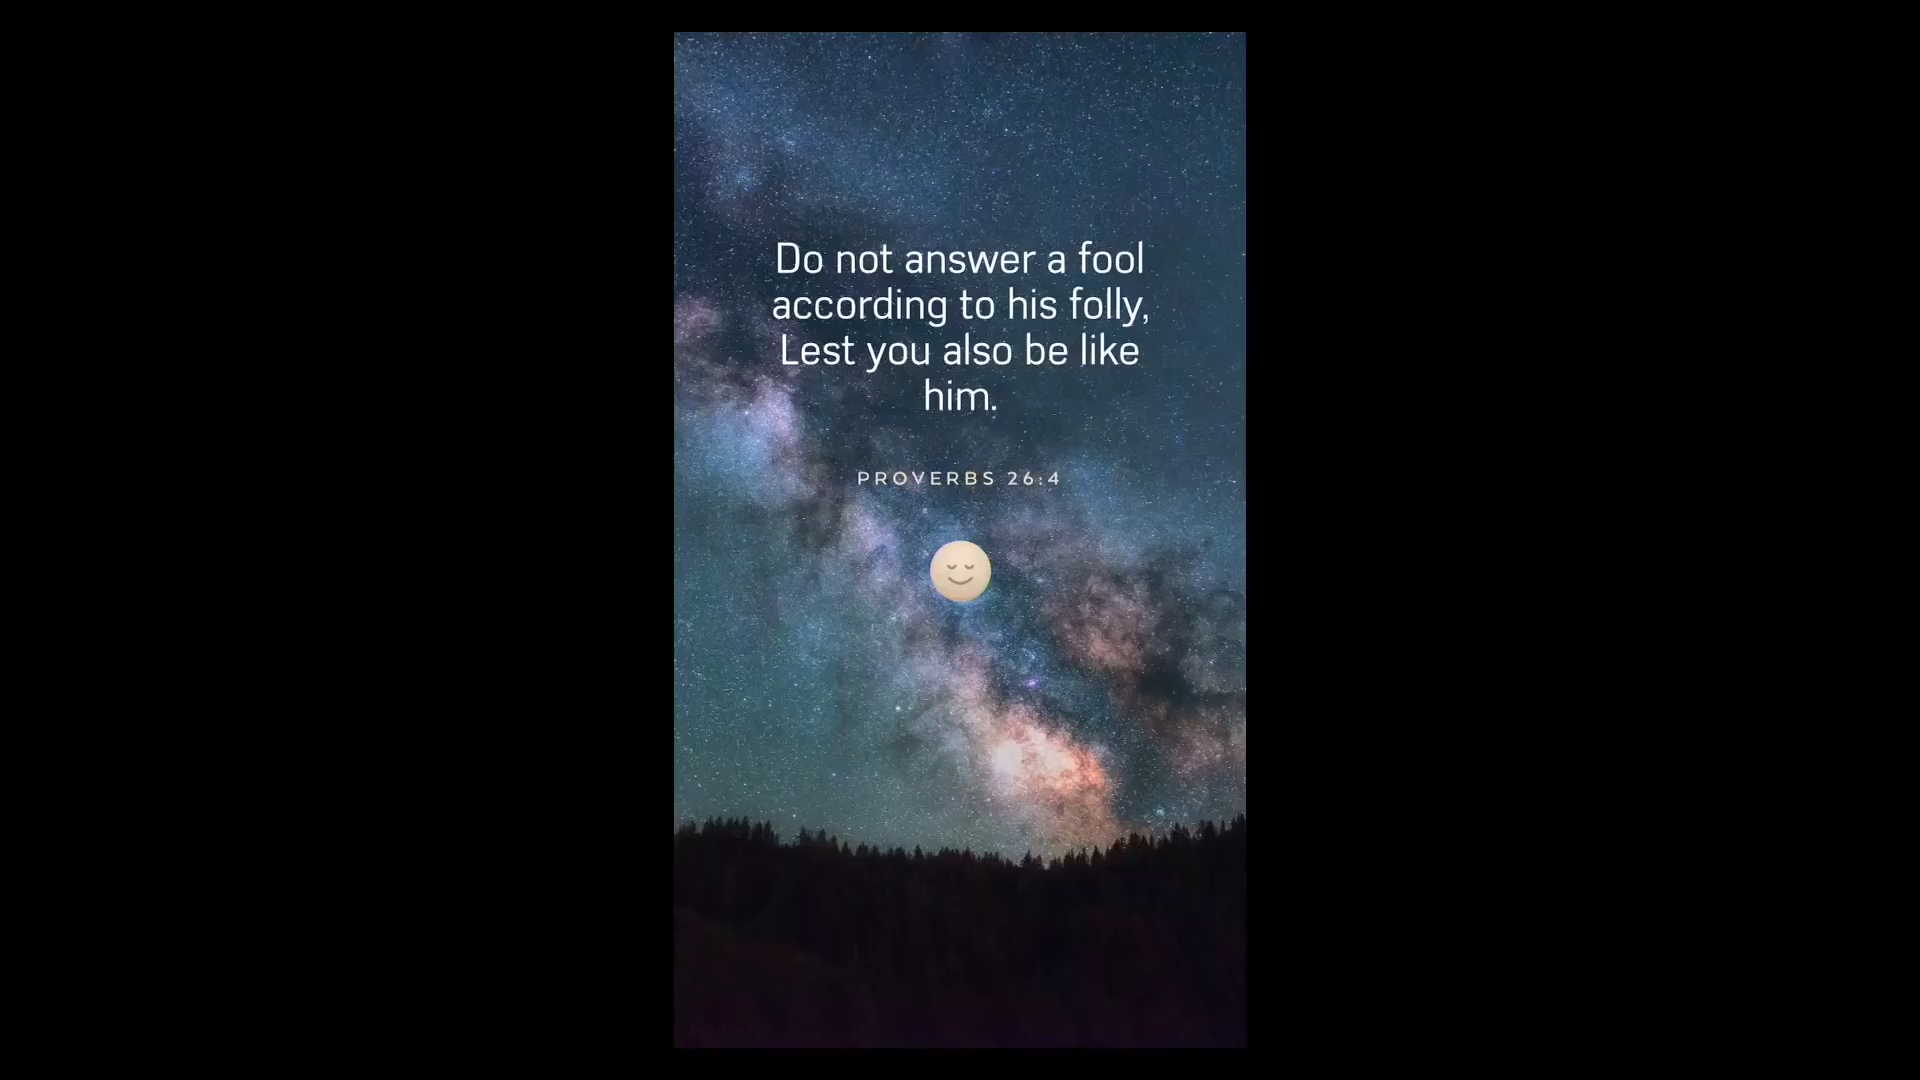 Do not answer a fool
according to his folly,
Lest you also be like
him.
PROVERBS 26:4